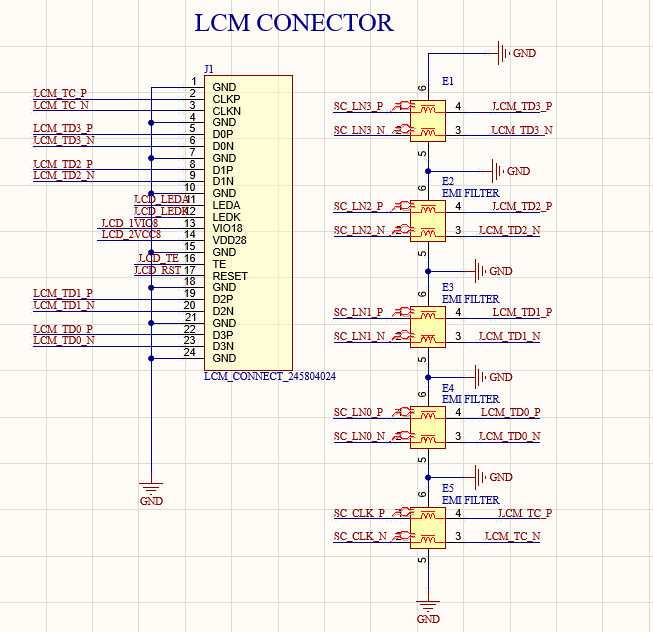 LCM CONECTOR
J1
1 GND
LCM_TC_P 2 CLKP
LCM_TC_N 3 CLKN
4 GND
LCM_TD3_P 5 D0P
LCM_TD3_N 6 D0N
7 GND
LCM_TD2_P 8 D1P
LCM_TD2_N 9 D1N
10 GND
LCD_LEDA 11 LEDA
LCD_LEDK 12 LEDK
LCD_1VIO8 13 VIO18
LCD_2VCC8 14 VDD28
15 GND
LCD_TE 16 TE
LCD_RST 17 RESET
18 GND
LCM_TD1_P 19 D2P
LCM_TD1_N 20 D2N
21 GND
LCM_TD0_P 22 D3P
LCM_TD0_N 23 D3N
24 GND
LCM_CONNECT_245804024
GND
GND
6 E1
SC_LN3_P 4 LCM_TD3_P
SC_LN3_N 3 LCM_TD3_N
5
GND
6 E2
EMI FILTER
SC_LN2_P 4 LCM_TD2_P
SC_LN2_N 3 LCM_TD2_N
5
GND
6 E3
EMI FILTER
SC_LN1_P 4 LCM_TD1_P
SC_LN1_N 3 LCM_TD1_N
5
GND
6 E4
EMI FILTER
SC_LN0_P 4 LCM_TD0_P
SC_LN0_N 3 LCM_TD0_N
5
GND
6 E5
EMI FILTER
SC_CLK_P 4 LCM_TC_P
SC_CLK_N 3 LCM_TC_N
5
GND